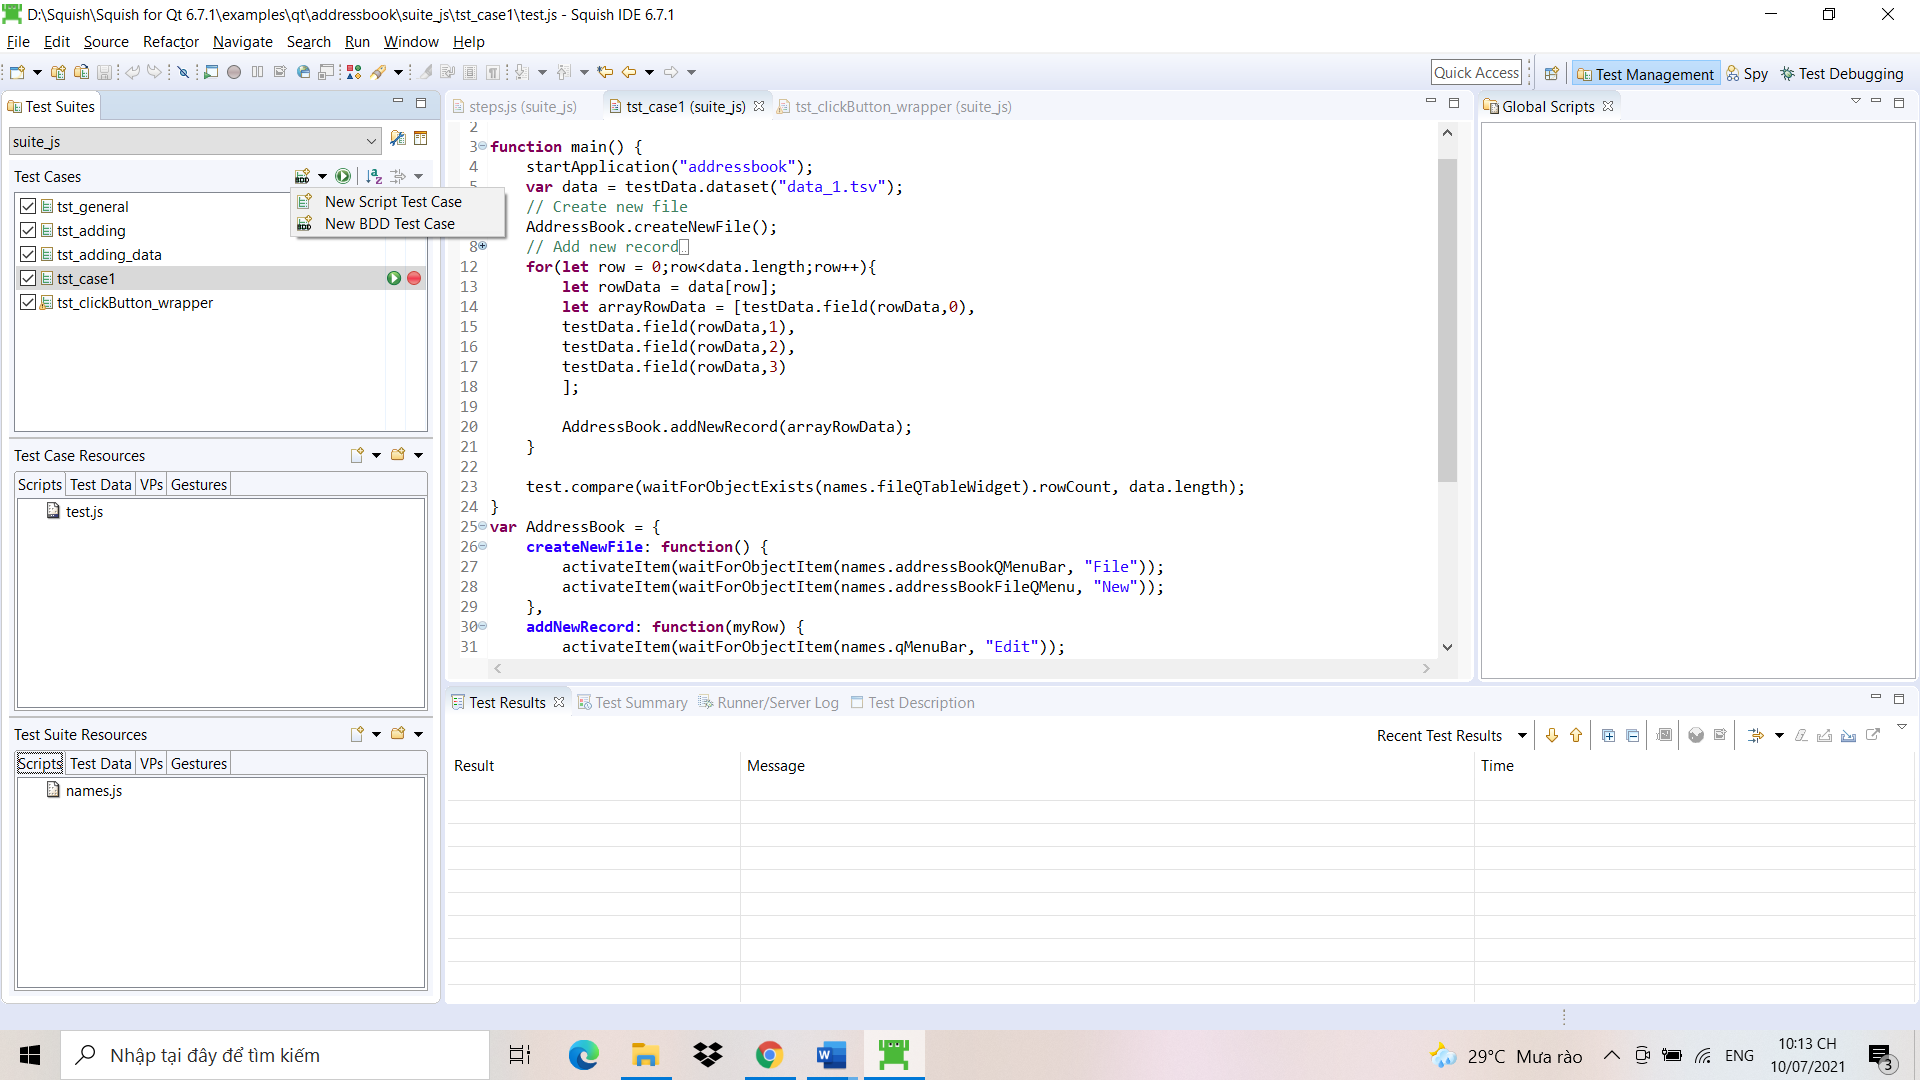 D:\Squish\Squish for Qt 6.7.1\examples\qt\addressbook\suite_js\tst_case1\test.js - Squish IDE 6.7.1
File Edit Source Refactor Navigate Search Run Window Help
Quick Access
Test Management
Spy
Test Debugging
Test Suites
suite_js
Test Cases
BDD
New Script Test Case
BDD New BDD Test Case
tst_general
tst_adding
tst_adding_data
tst_case1
tst_clickButton_wrapper
Test Case Resources
Scripts Test Data VPs Gestures
test.js
Test Suite Resources
Scripts Test Data VPs Gestures
names.js
steps.js (suite_js)
tst_case1 (suite_js)
tst_clickButton_wrapper (suite_js)
2
3 function main() {
4 startApplication("addressbook");
5 var data = testData.dataset("data_1.tsv");
// Create new file
AddressBook.createNewFile();
8 // Add new record
12 for(let row = 0;row<data.length;row++){
13 let rowData = data[row];
14 let arrayRowData = [testData.field(rowData,0),
15 testData.field(rowData,1),
16 testData.field(rowData,2),
17 testData.field(rowData,3)
18 ];
19
20 AddressBook.addNewRecord(arrayRowData);
21 }
22
23 test.compare(waitForObjectExists(names.fileQTableWidget).rowCount, data.length);
24 }
25 var AddressBook = {
26 createNewFile: function() {
27 activateItem(waitForObjectItem(names.addressBookQMenuBar, "File"));
28 activateItem(waitForObjectItem(names.addressBookFileQMenu, "New"));
29 },
30 addNewRecord: function(myRow) {
31 activateItem(waitForObjectItem(names.qMenuBar, "Edit"));
Global Scripts
Test Results
Test Summary
Runner/Server Log
Test Description
Recent Test Results
Result Message Time
Nhập tại đây để tìm kiếm
29°C Mưa rào
ENG
10:13 CH
10/07/2021
3